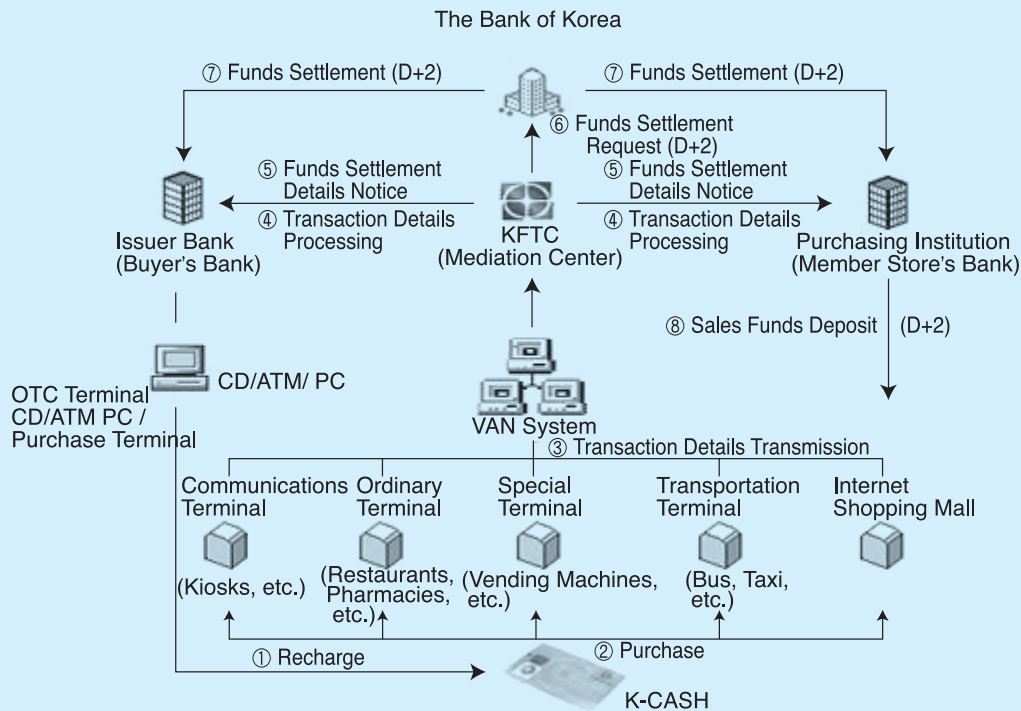 The Bank of Korea
⑦ Funds Settlement (D+2)
⑦ Funds Settlement (D+2)
⑥ Funds Settlement
Request (D+2)
⑤ Funds Settlement
Details Notice
⑤ Funds Settlement
Details Notice
④ Transaction Details
Processing
④ Transaction Details
Processing
Issuer Bank
(Buyer's Bank)
KFTC
(Mediation Center)
Purchasing Institution
(Member Store's Bank)
⑧ Sales Funds Deposit (D+2)
CD/ATM/ PC
OTC Terminal
CD/ATM PC /
Purchase Terminal
VAN System
③ Transaction Details Transmission
Communications
Terminal
Ordinary
Terminal
Special
Terminal
Transportation
Terminal
Internet
Shopping Mall
(Kiosks, etc.)
(Restaurants,
Pharmacies,
etc.)
(Vending Machines,
etc.)
(Bus, Taxi,
etc.)
① Recharge
② Purchase
K-CASH